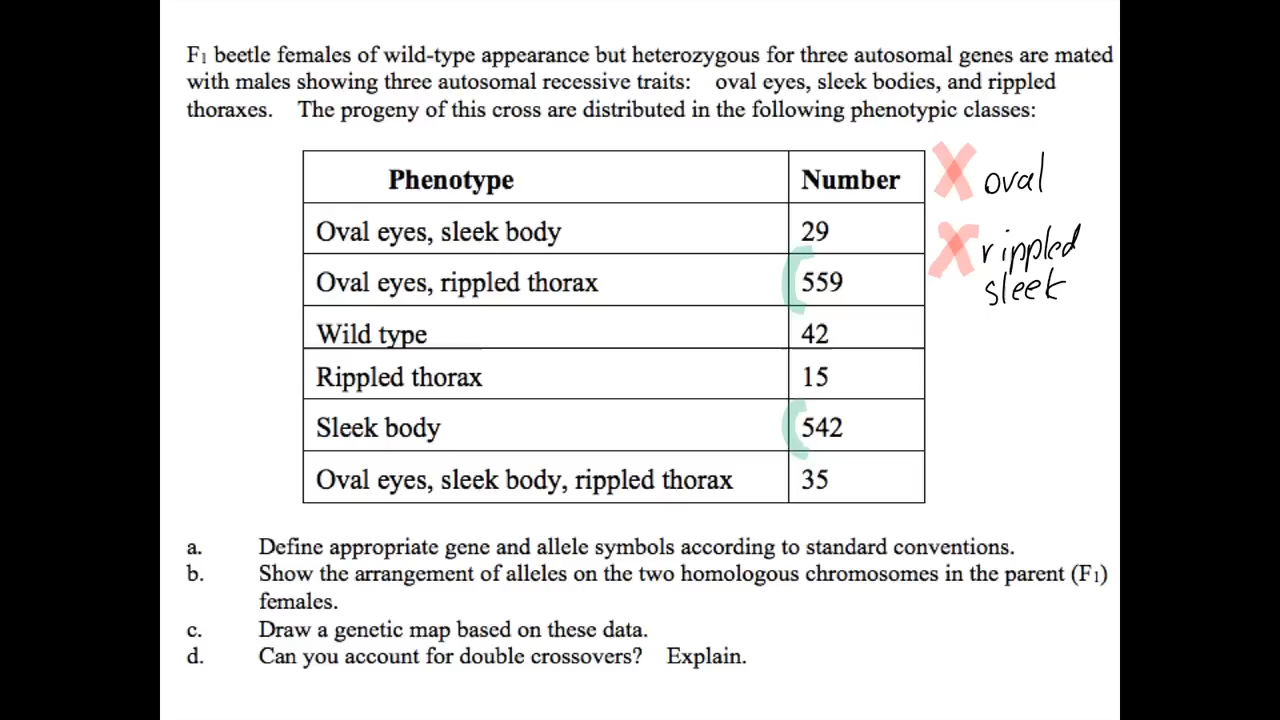 F1 beetle females of wild-type appearance but heterozygous for three autosomal genes are mated
with males showing three autosomal recessive traits: oval eyes, sleek bodies, and rippled
thoraxes. The progeny of this cross are distributed in the following phenotypic classes:
Phenotype Number
Oval eyes, sleek body 29
Oval eyes, rippled thorax 559
Wild type 42
Rippled thorax 15
Sleek body 542
Oval eyes, sleek body, rippled thorax 35
X oval
X rippled
sleek
a. Define appropriate gene and allele symbols according to standard conventions.
b. Show the arrangement of alleles on the two homologous chromosomes in the parent (F1)
females.
c. Draw a genetic map based on these data.
d. Can you account for double crossovers? Explain.